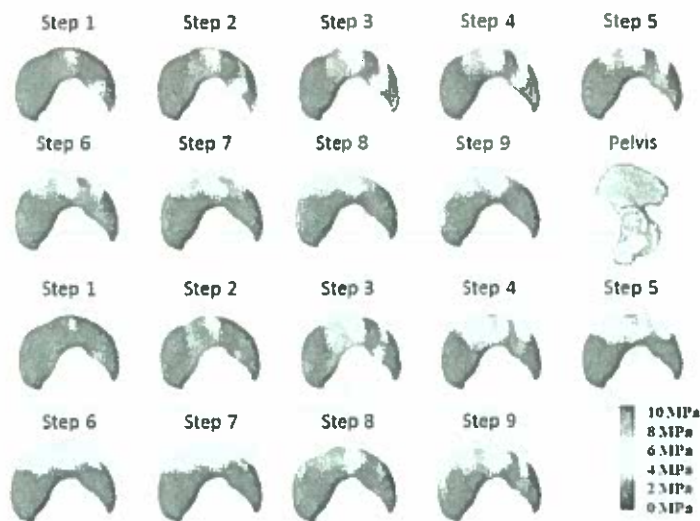 Step 1
Step 2
Step 3
Step 4
Step 5
Step 6
Step 7
Step 8
Step 9
Pelvis
Step 1
Step 2
Step 3
Step 4
Step 5
Step 6
Step 7
Step 8
Step 9
10 MPa
8 MPa
6 MPa
4 MPa
2 MPa
0 MPa